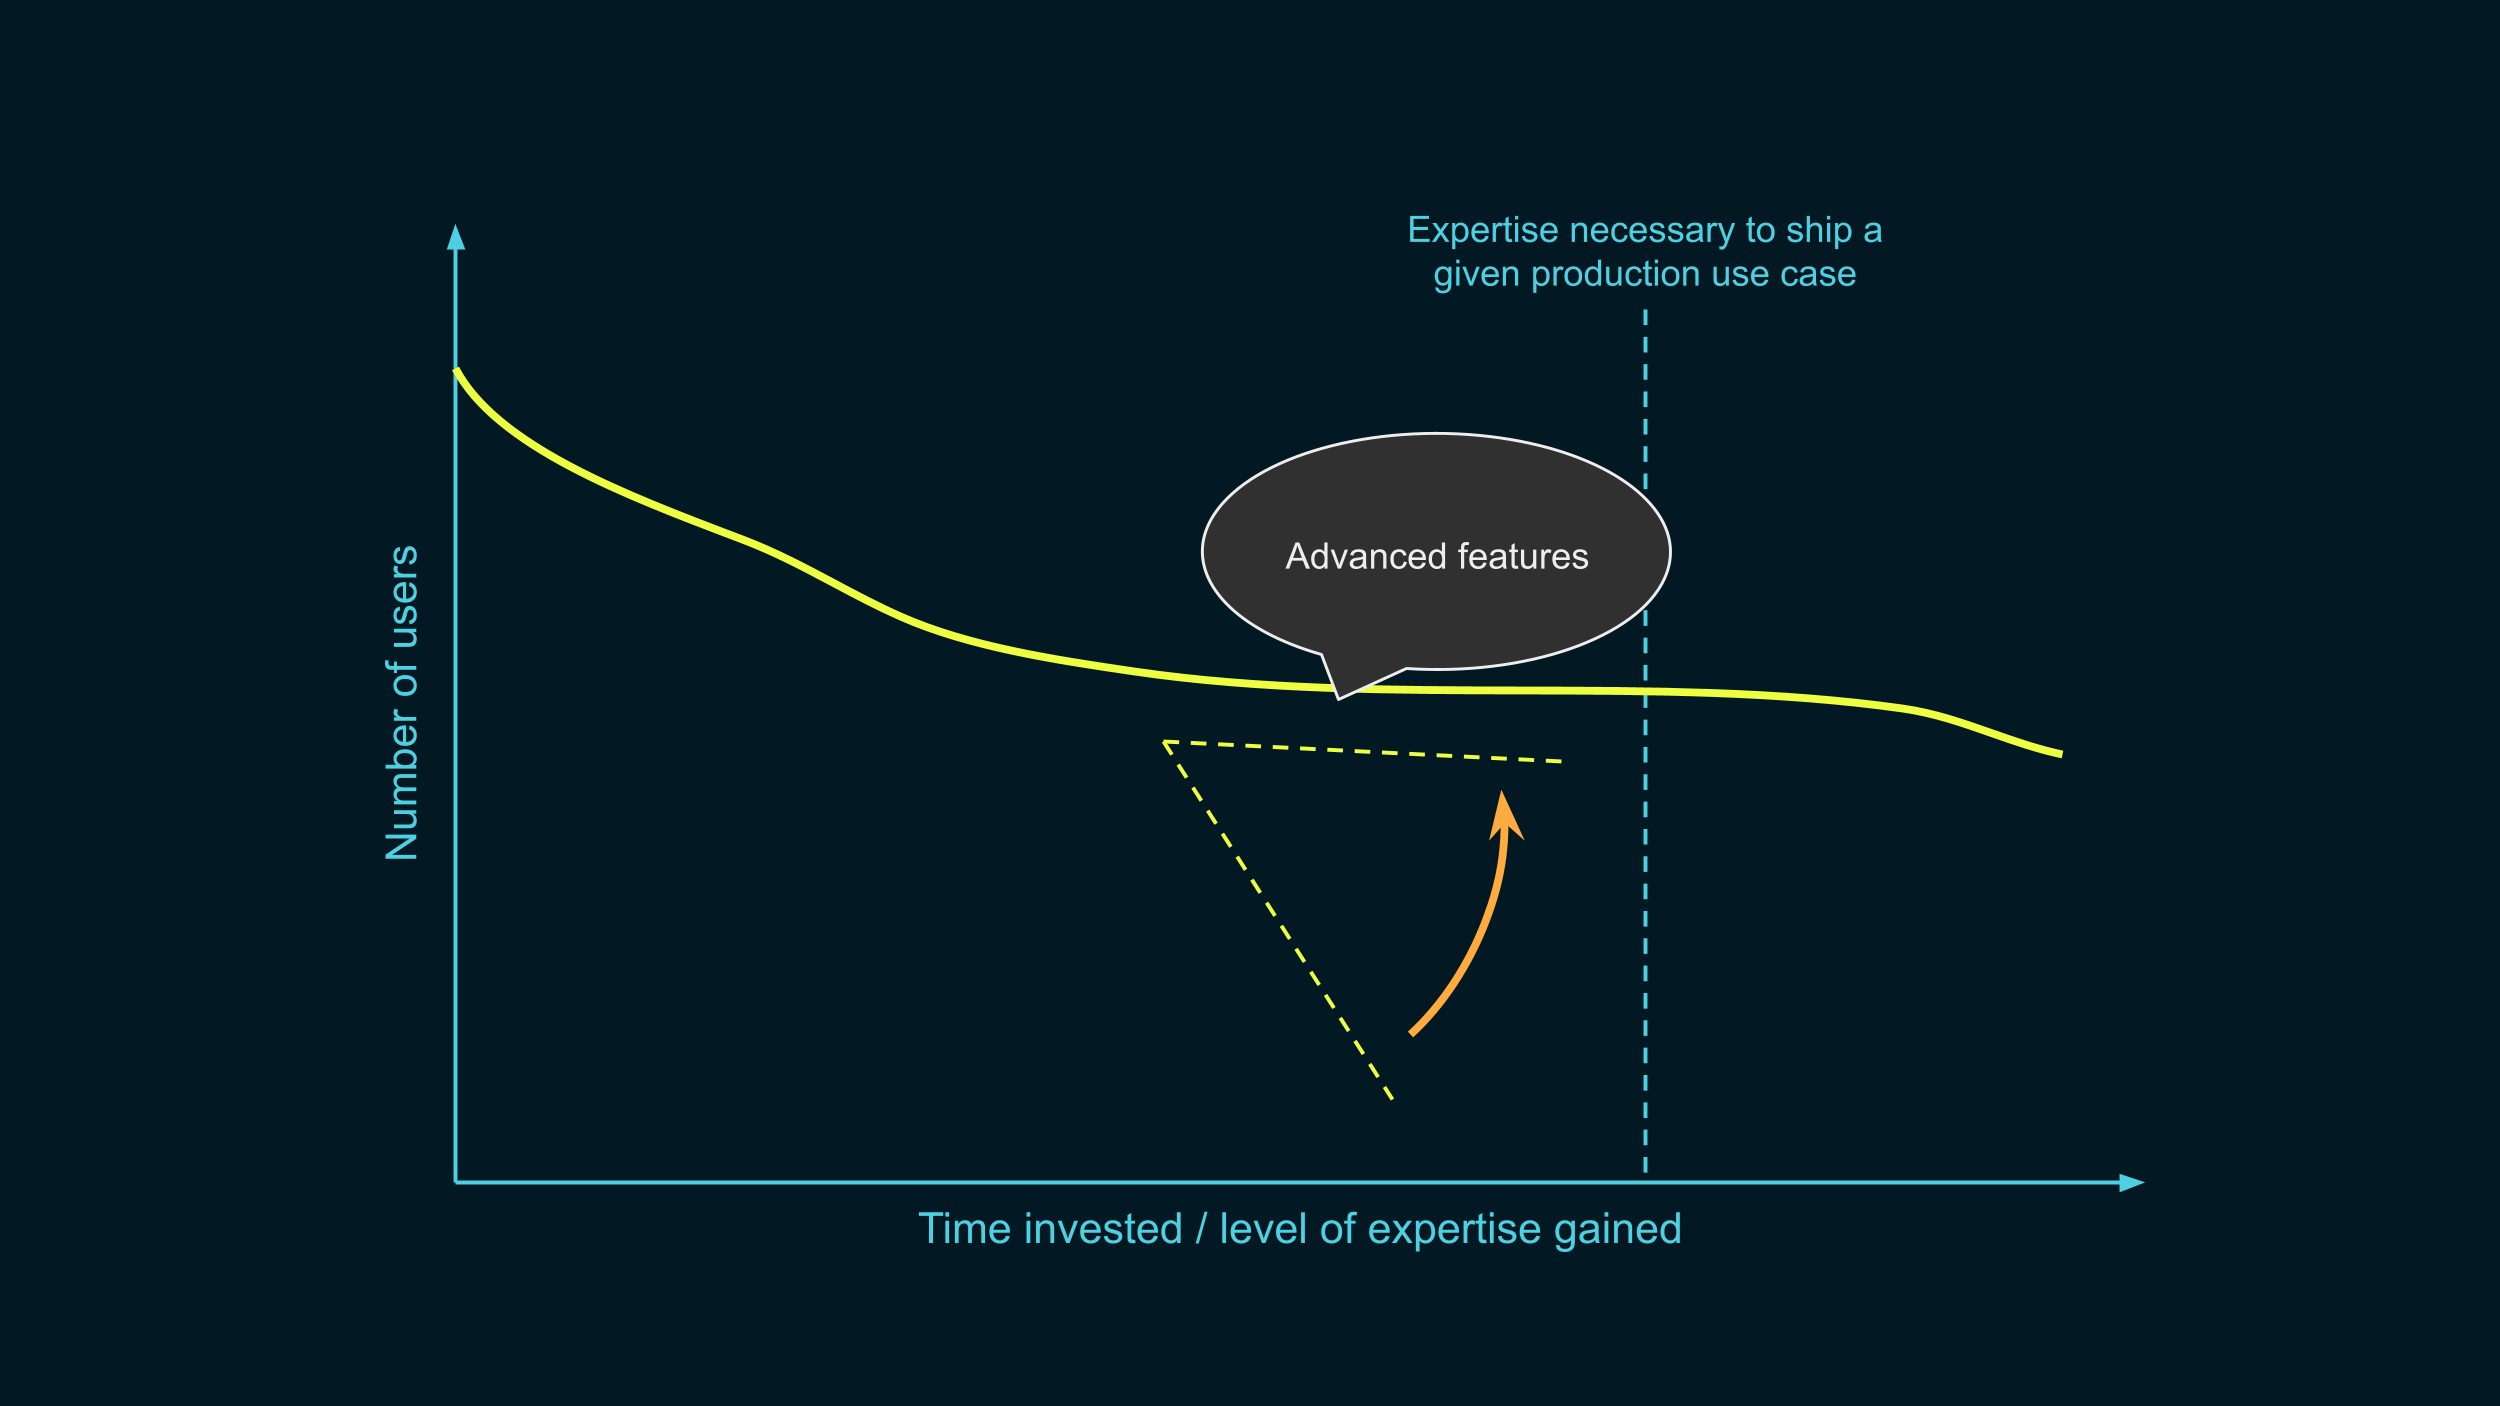 Expertise necessary to ship a
given production use case
Advanced features
Number of users
Time invested / level of expertise gained